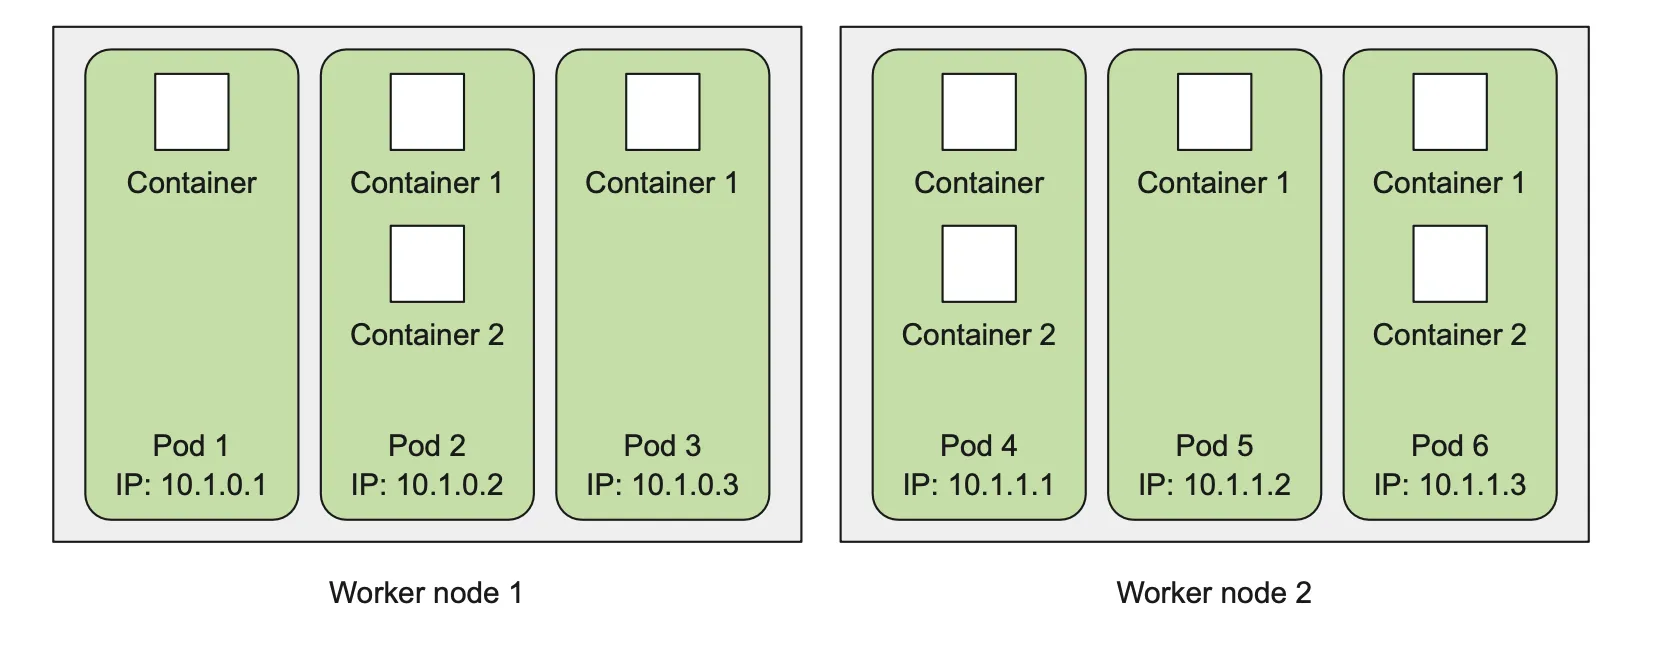 Container
Pod 1
IP: 10.1.0.1
Container 1
Container 2
Pod 2
IP: 10.1.0.2
Container 1
Pod 3
IP: 10.1.0.3
Worker node 1
Container
Container 2
Pod 4
IP: 10.1.1.1
Container 1
Pod 5
IP: 10.1.1.2
Container 1
Container 2
Pod 6
IP: 10.1.1.3
Worker node 2